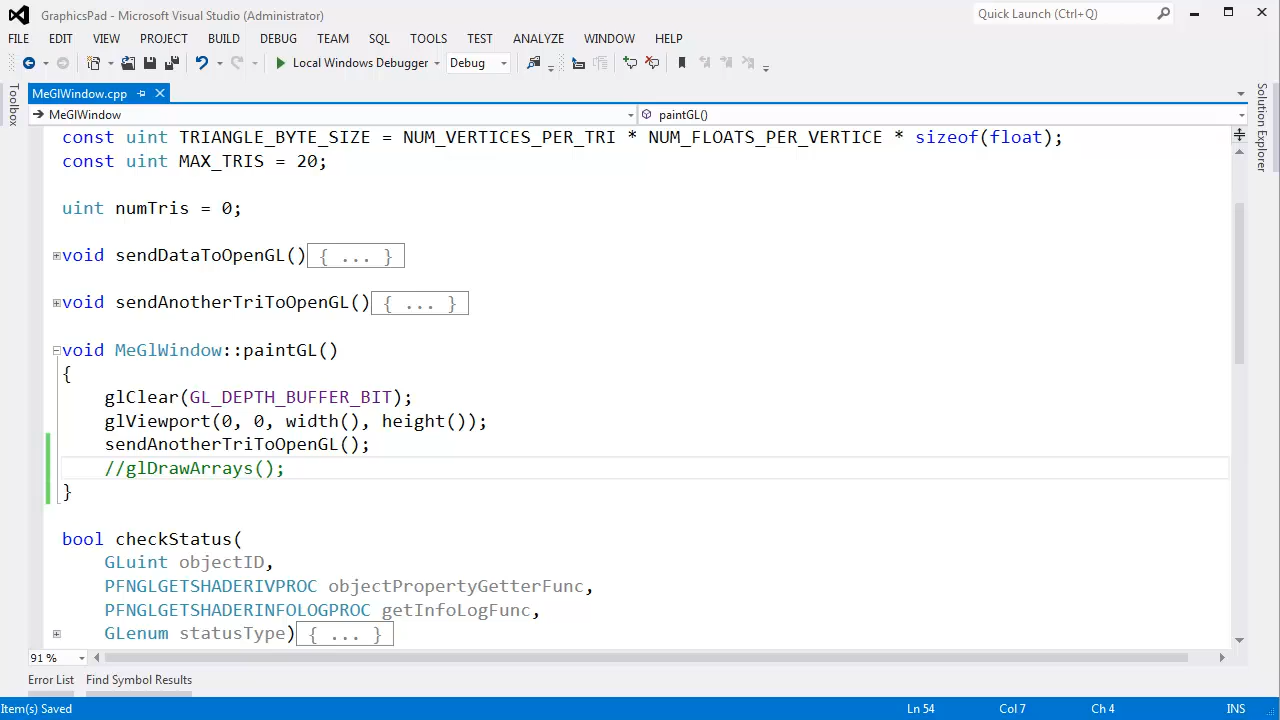 GraphicsPad - Microsoft Visual Studio (Administrator)
Quick Launch (Ctrl+Q)
FILE EDIT VIEW PROJECT BUILD DEBUG TEAM SQL TOOLS TEST ANALYZE WINDOW HELP
Local Windows Debugger Debug
Toolbox
MeGlWindow.cpp
Solution Explorer
MeGlWindow paintGL()
const uint TRIANGLE_BYTE_SIZE = NUM_VERTICES_PER_TRI * NUM_FLOATS_PER_VERTICE * sizeof(float);
const uint MAX_TRIS = 20;
uint numTris = 0;
void sendDataToOpenGL(){ ... }
void sendAnotherTriToOpenGL(){ ... }
void MeGlWindow::paintGL()
{
glClear(GL_DEPTH_BUFFER_BIT);
glViewport(0, 0, width(), height());
sendAnotherTriToOpenGL();
//glDrawArrays();
}
bool checkStatus(
GLuint objectID,
PFNGLGETSHADERIVPROC objectPropertyGetterFunc,
PFNGLGETSHADERINFOLOGPROC getInfoLogFunc,
GLenum statusType){ ... }
91 %
Error List Find Symbol Results
Item(s) Saved Ln 54 Col 7 Ch 4 INS